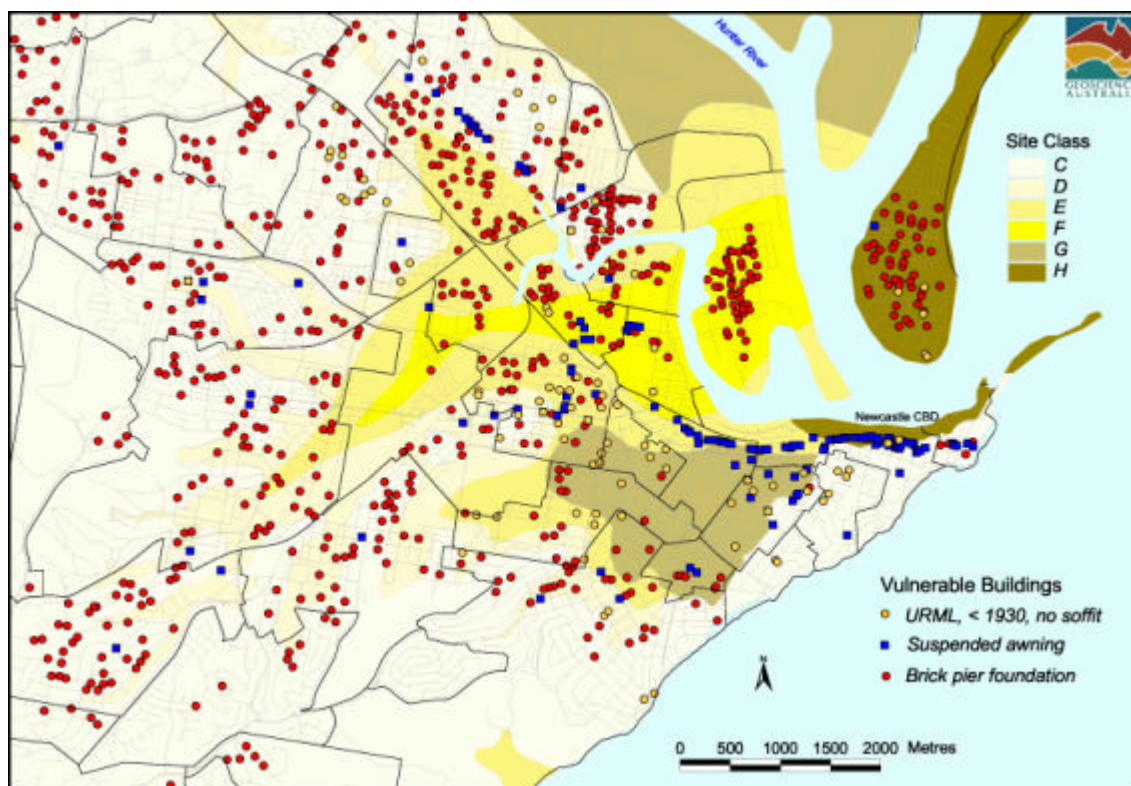 Hunter River
GEOSCIENCE
AUSTRALIA
Site Class
C
D
E
F
G
H
Newcastle CBD
Vulnerable Buildings
URML, < 1930, no soffit
Suspended awning
Brick pier foundation
N
0 500 1000 1500 2000 Metres